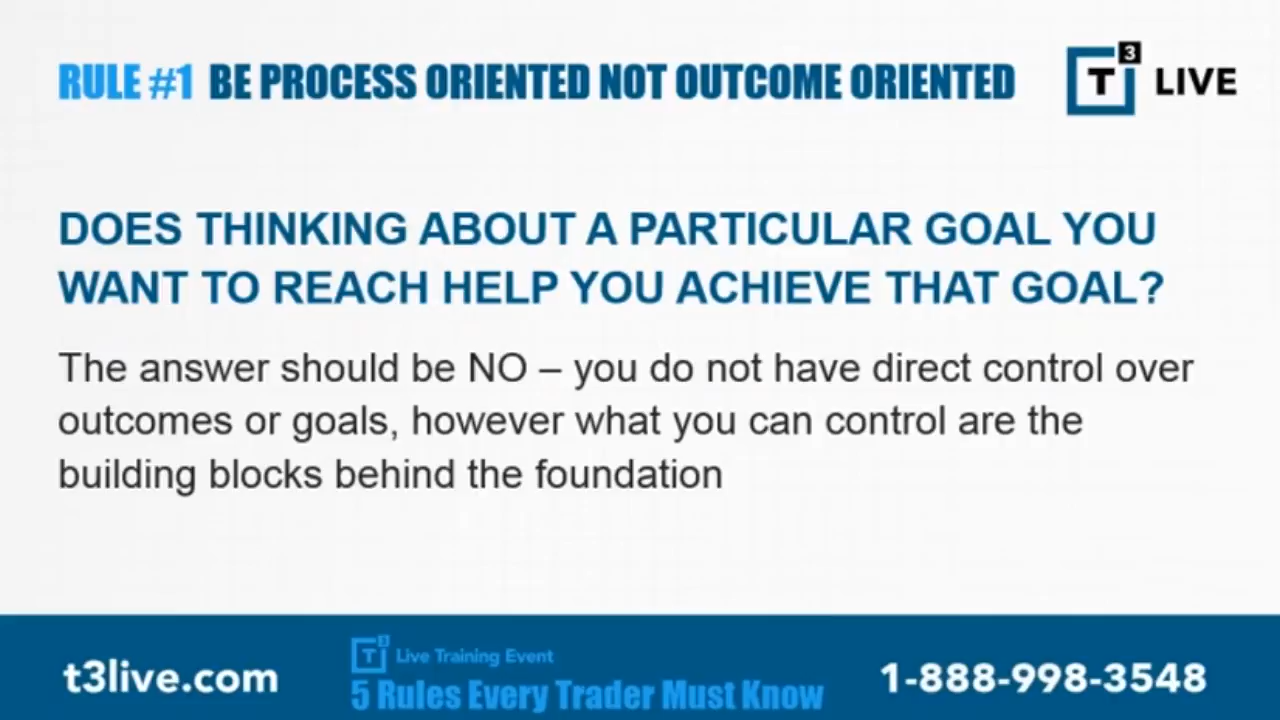 RULE #1 BE PROCESS ORIENTED NOT OUTCOME ORIENTED
T3 LIVE
DOES THINKING ABOUT A PARTICULAR GOAL YOU
WANT TO REACH HELP YOU ACHIEVE THAT GOAL?
The answer should be NO – you do not have direct control over
outcomes or goals, however what you can control are the
building blocks behind the foundation
t3live.com
T3 Live Training Event
5 Rules Every Trader Must Know
1-888-998-3548